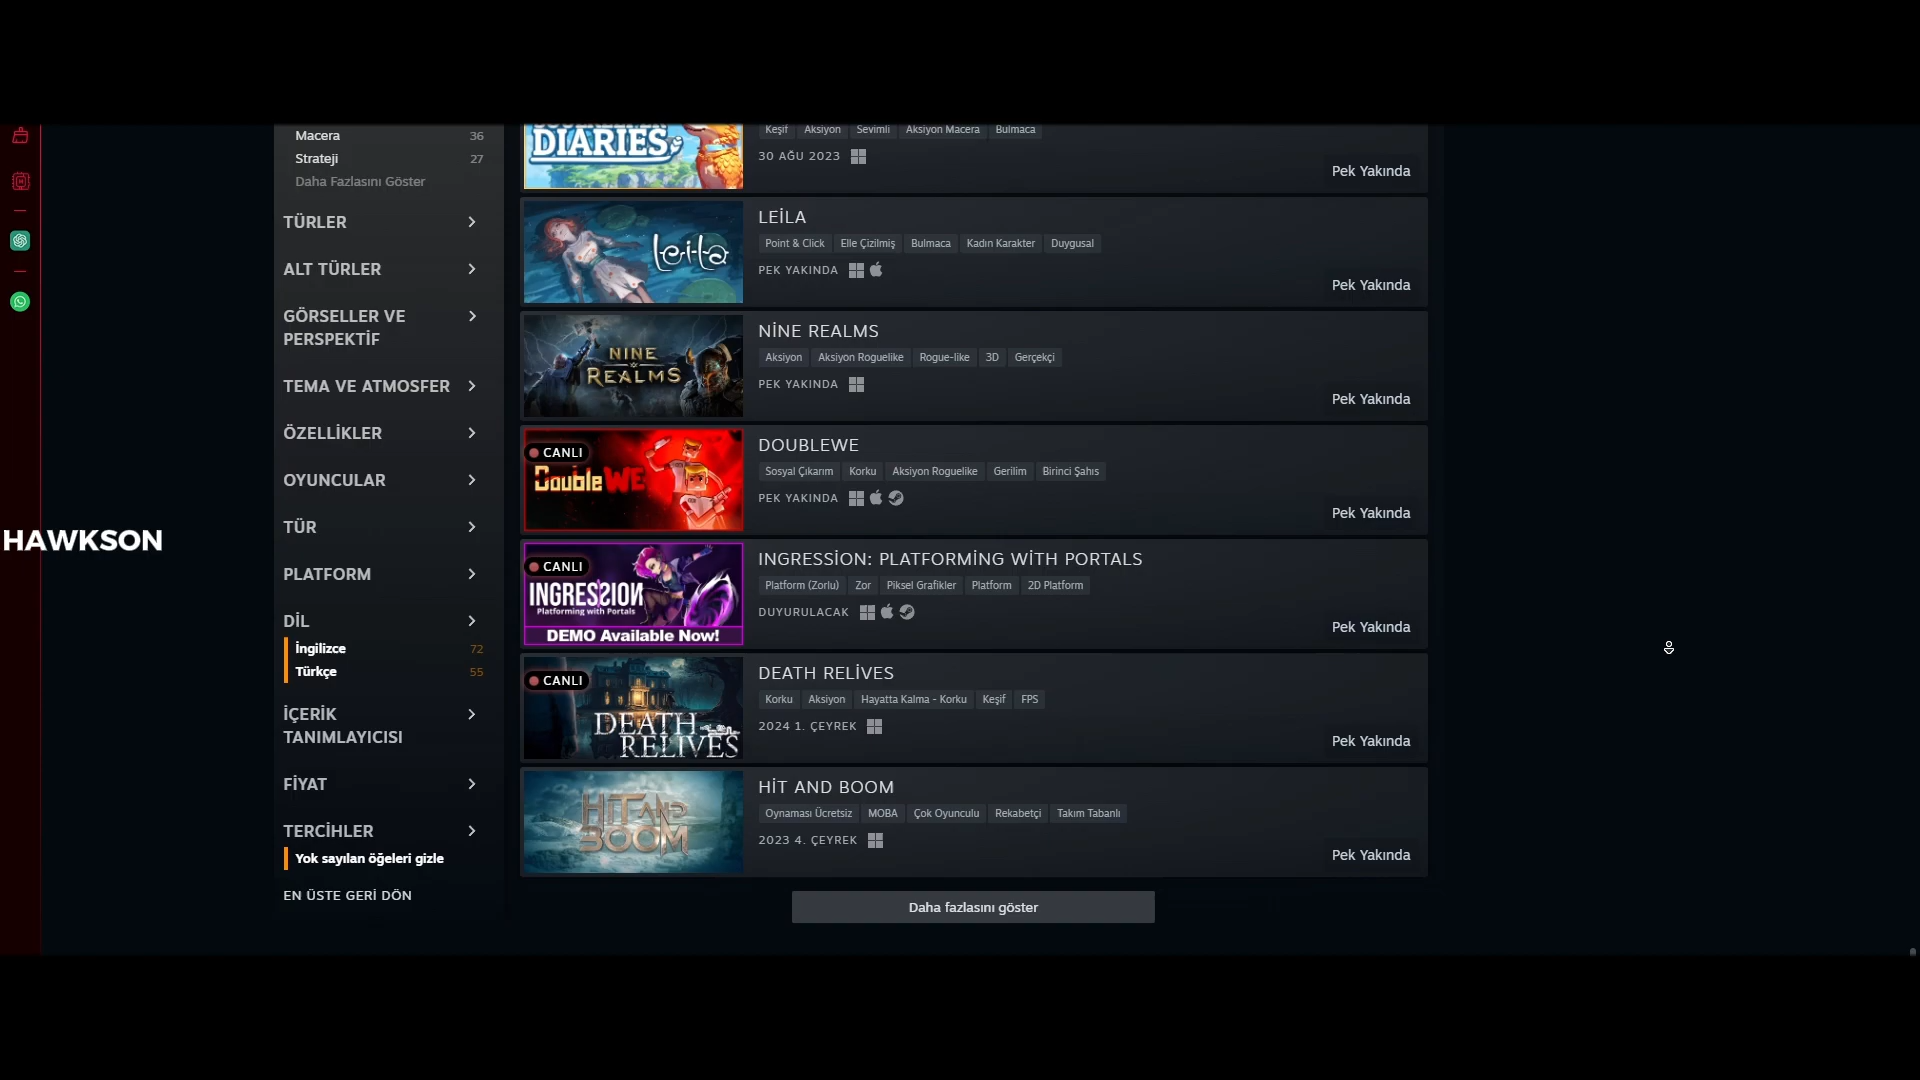 Macera 36
Strateji 27
Daha Fazlasını Göster
TÜRLER
ALT TÜRLER
GÖRSELLER VE
PERSPEKTİF
TEMA VE ATMOSFER
ÖZELLİKLER
OYUNCULAR
TÜR
PLATFORM
DİL
İngilizce 72
Türkçe 55
İÇERİK
TANIMLAYICISI
FİYAT
TERCİHLER
Yok sayılan öğeleri gizle
EN ÜSTE GERİ DÖN
HAWKSON
DIARIES
Keşif Aksiyon Sevimli Aksiyon Macera Bulmaca
30 AĞU 2023
Pek Yakında
leila
LEİLA
Point & Click Elle Çizilmiş Bulmaca Kadın Karakter Duygusal
PEK YAKINDA
Pek Yakında
NINE
REALMS
NİNE REALMS
Aksiyon Aksiyon Roguelike Rogue-like 3D Gerçekçi
PEK YAKINDA
Pek Yakında
CANLI
DoubleWE
DOUBLEWE
Sosyal Çıkarım Korku Aksiyon Roguelike Gerilim Birinci Şahıs
PEK YAKINDA
Pek Yakında
CANLI
INGRESSION
Platforming with Portals
DEMO Available Now!
INGRESSİON: PLATFORMİNG WİTH PORTALS
Platform (Zorlu) Zor Piksel Grafikler Platform 2D Platform
DUYURULACAK
Pek Yakında
CANLI
DEATH
RELIVES
DEATH RELİVES
Korku Aksiyon Hayatta Kalma - Korku Keşif FPS
2024 1. ÇEYREK
Pek Yakında
HIT AND
BOOM
HİT AND BOOM
Oynaması Ücretsiz MOBA Çok Oyunculu Rekabetçi Takım Tabanlı
2023 4. ÇEYREK
Pek Yakında
Daha fazlasını göster